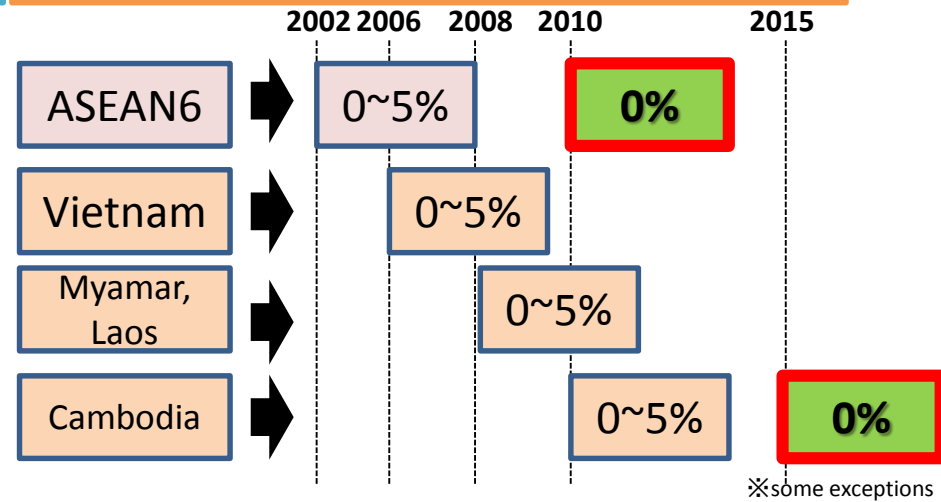 2002 2006 2008 2010 2015
ASEAN6 0~5% 0%
Vietnam 0~5%
Myamar,
Laos 0~5%
Cambodia 0~5% 0%
※some exceptions